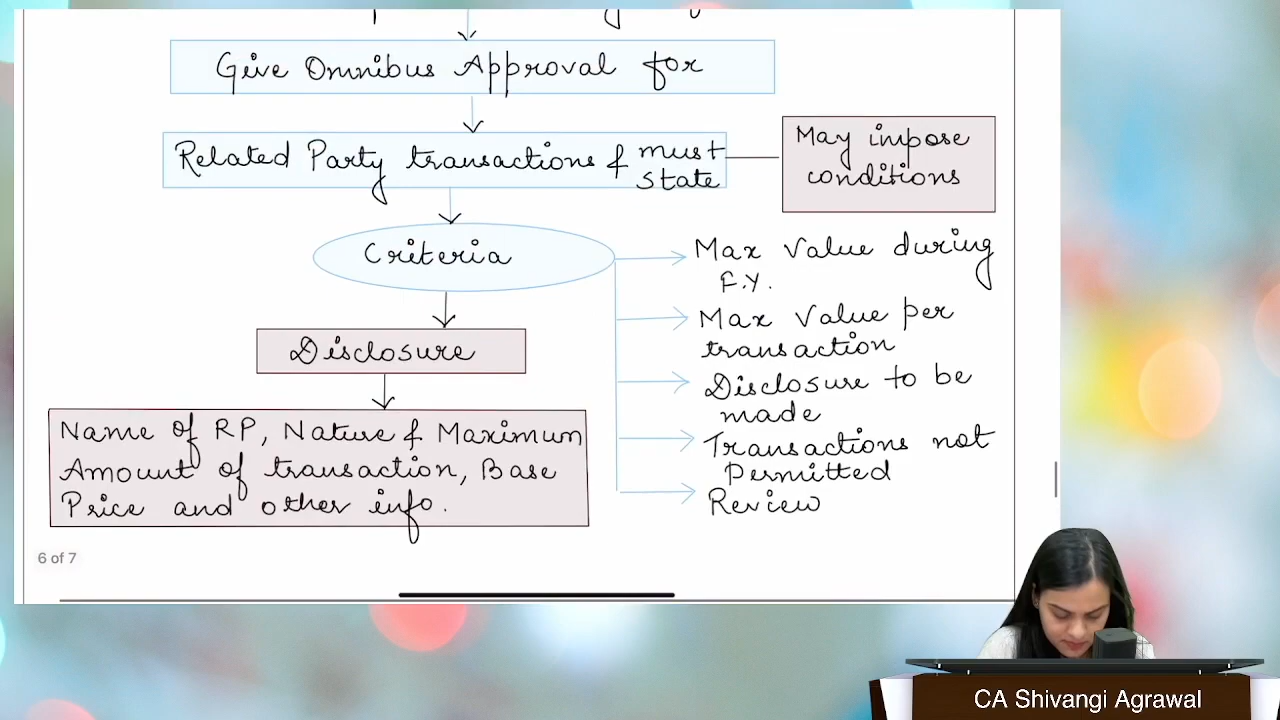 Give Omnibus Approval for
Related Party transactions & must
state
May impose
conditions
Criteria
Max Value during
F.Y.
Max Value per
transaction
Disclosure to be
made
Transactions not
Permitted
Review
Disclosure
Name of RP, Nature & Maximum
Amount of transaction, Base
Price and other info.
6 of 7
CA Shivangi Agrawal